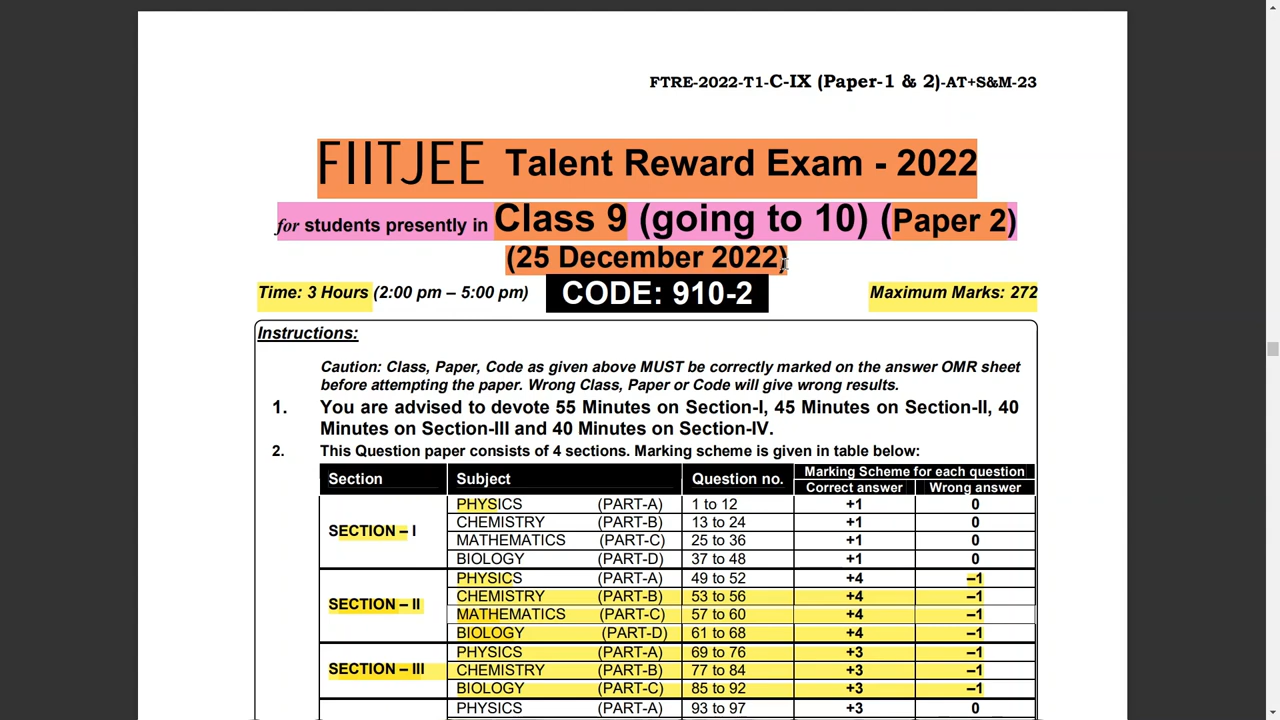 FTRE-2022-T1-C-IX (Paper-1 & 2)-AT+S&M-23
FIITJEE Talent Reward Exam - 2022
for students presently in Class 9 (going to 10) (Paper 2)
(25 December 2022)
Time: 3 Hours (2:00 pm – 5:00 pm) CODE: 910-2 Maximum Marks: 272
Instructions:
Caution: Class, Paper, Code as given above MUST be correctly marked on the answer OMR sheet
before attempting the paper. Wrong Class, Paper or Code will give wrong results.
1. You are advised to devote 55 Minutes on Section-I, 45 Minutes on Section-II, 40
Minutes on Section-III and 40 Minutes on Section-IV.
2. This Question paper consists of 4 sections. Marking scheme is given in table below:
Section Subject Question no. Marking Scheme for each question
Correct answer Wrong answer
SECTION – I
PHYSICS (PART-A) 1 to 12 +1 0
CHEMISTRY (PART-B) 13 to 24 +1 0
MATHEMATICS (PART-C) 25 to 36 +1 0
BIOLOGY (PART-D) 37 to 48 +1 0
SECTION – II
PHYSICS (PART-A) 49 to 52 +4 –1
CHEMISTRY (PART-B) 53 to 56 +4 –1
MATHEMATICS (PART-C) 57 to 60 +4 –1
BIOLOGY (PART-D) 61 to 68 +4 –1
SECTION – III
PHYSICS (PART-A) 69 to 76 +3 –1
CHEMISTRY (PART-B) 77 to 84 +3 –1
BIOLOGY (PART-C) 85 to 92 +3 –1
PHYSICS (PART-A) 93 to 97 +3 0